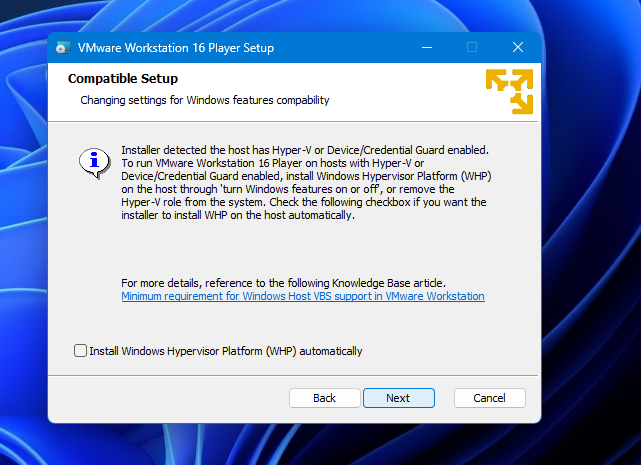 VMware Workstation 16 Player Setup
Compatible Setup
Changing settings for Windows features compability
Installer detected the host has Hyper-V or Device/Credential Guard enabled.
To run VMware Workstation 16 Player on hosts with Hyper-V or
Device/Credential Guard enabled, install Windows Hypervisor Platform (WHP)
on the host through 'turn Windows features on or off', or remove the
Hyper-V role from the system. Check the following checkbox if you want the
installer to install WHP on the host automatically.
For more details, reference to the following Knowledge Base article.
Minimum requirement for Windows Host VBS support in VMware Workstation
Install Windows Hypervisor Platform (WHP) automatically
Back Next Cancel